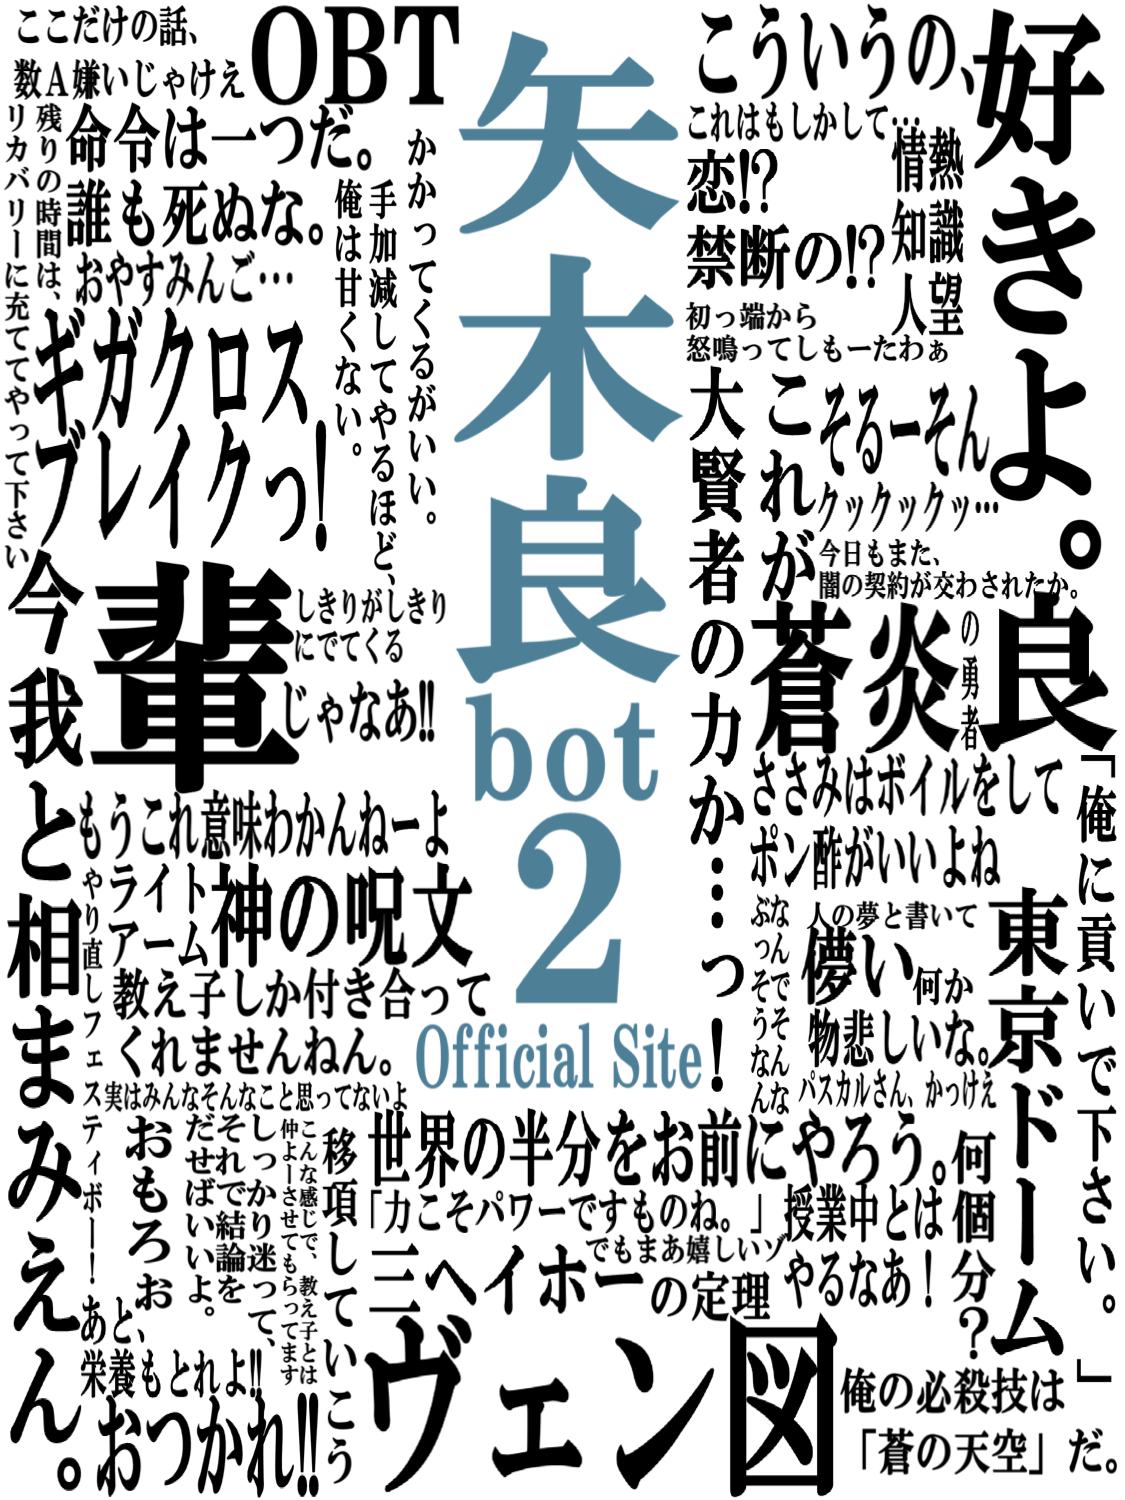 ここだけの話、
数A嫌いじゃけえ
OBT
残りの時間は、
リカバリーに充ててやって下さい
命令は一つだ。
誰も死ぬな。
おやすみんご…
ギガクロス
ブレイクっ!
かかってくるがいい。
手加減してやるほど、
俺は甘くない。
矢木良
bot
2
Official Site
こういうの、
好きよ。
これはもしかして…
恋!?
禁断の!?
情熱
知識
人望
初っ端から
怒鳴ってしもーたわぁ
これが
大賢者の力か…っ!
そるーそん
クックックッ…
今日もまた、
闇の契約が交わされたか。
蒼炎
の勇者
良
今
我
輩
と相まみえん。
しきりがしきり
にでてくる
じゃなあ!!
もうこれ意味わかんねーよ
やり直しフェスティボー!
ライト
アーム
神の呪文
教え子しか付き合って
くれませんねん。
実はみんなそんなこと思ってないよ
ささみはボイルをして
ポン酢がいいよね
「俺に貢いで下さい。」
なんでそんな
ぶっそうなん
人の夢と書いて
儚い
何か
物悲しいな。
パスカルさん、かっけえ
東京ドーム
何個分?
おもろお
しっかり迷って、
それで結論を
だせばいいよ。
こんな感じで、教え子とは
仲よーさせてもらってます
移項していこう
世界の半分をお前にやろう。
「力こそパワーですものね。」
でもまあ嬉しいゾ
授業中とは
やるなあ!
三へイホーの定理
あと、
栄養もとれよ!!
おつかれ!!
ヴェン図
俺の必殺技は
「蒼の天空」だ。